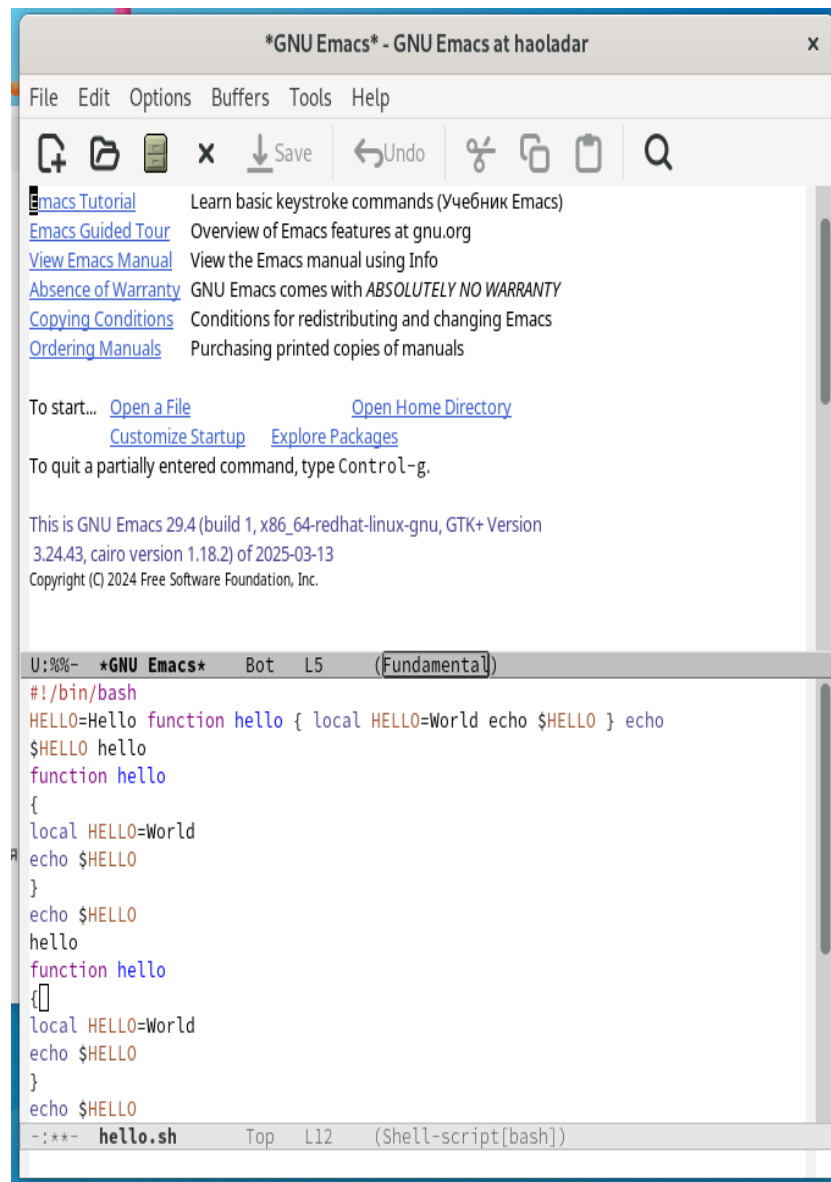 *GNU Emacs* - GNU Emacs at haoladar x
File Edit Options Buffers Tools Help
Save Undo
Emacs Tutorial Learn basic keystroke commands (Учебник Emacs)
Emacs Guided Tour Overview of Emacs features at gnu.org
View Emacs Manual View the Emacs manual using Info
Absence of Warranty GNU Emacs comes with ABSOLUTELY NO WARRANTY
Copying Conditions Conditions for redistributing and changing Emacs
Ordering Manuals Purchasing printed copies of manuals
To start... Open a File Open Home Directory
Customize Startup Explore Packages
To quit a partially entered command, type Control-g.
This is GNU Emacs 29.4 (build 1, x86_64-redhat-linux-gnu, GTK+ Version
3.24.43, cairo version 1.18.2) of 2025-03-13
Copyright (C) 2024 Free Software Foundation, Inc.
U:%%- *GNU Emacs* Bot L5 (Fundamental)
#!/bin/bash
HELLO=Hello function hello { local HELLO=World echo $HELLO } echo
$HELLO hello
function hello
{
local HELLO=World
я
echo $HELLO
}
echo $HELLO
hello
function hello
{
local HELLO=World
echo $HELLO
}
echo $HELLO
-:**- hello.sh Top L12 (Shell-script[bash])